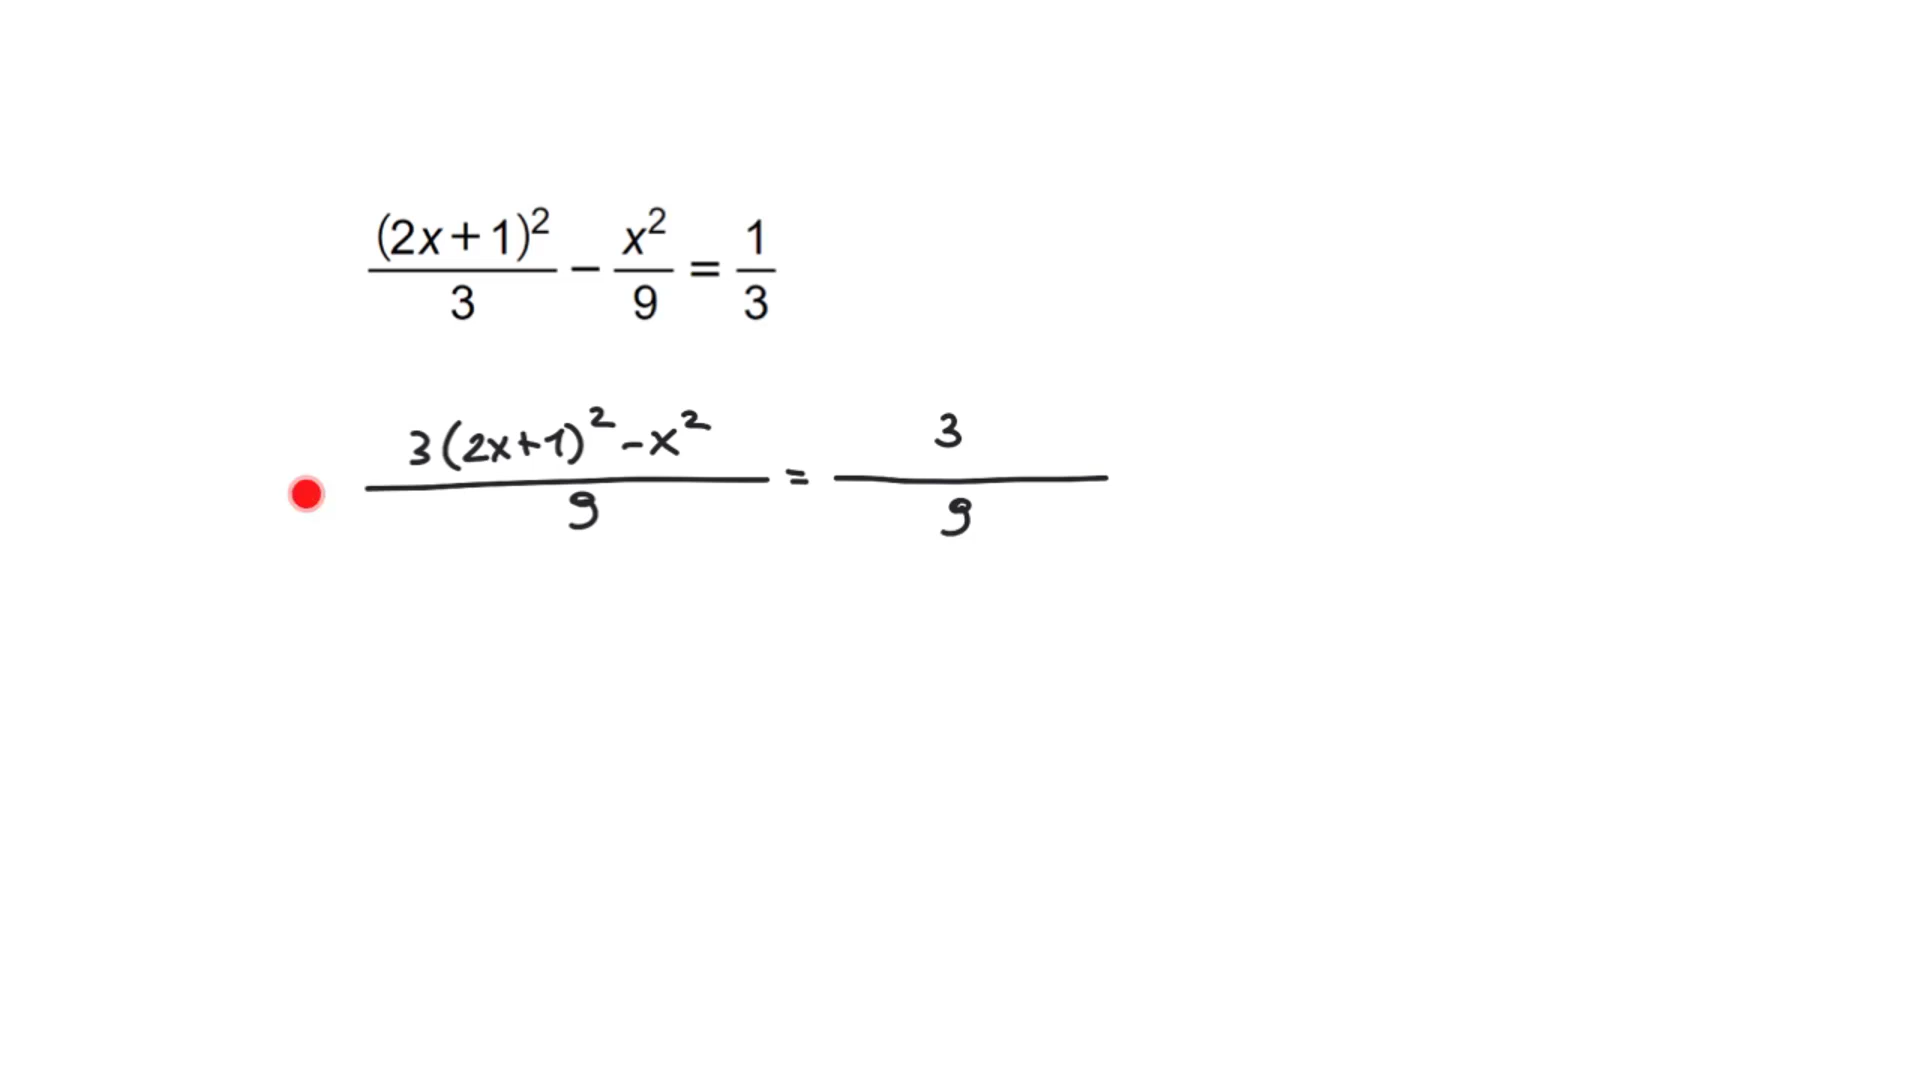 (2x+1)²/3 − x²/9 = 1/3
3(2x+1)²-x²/9 = 3/9